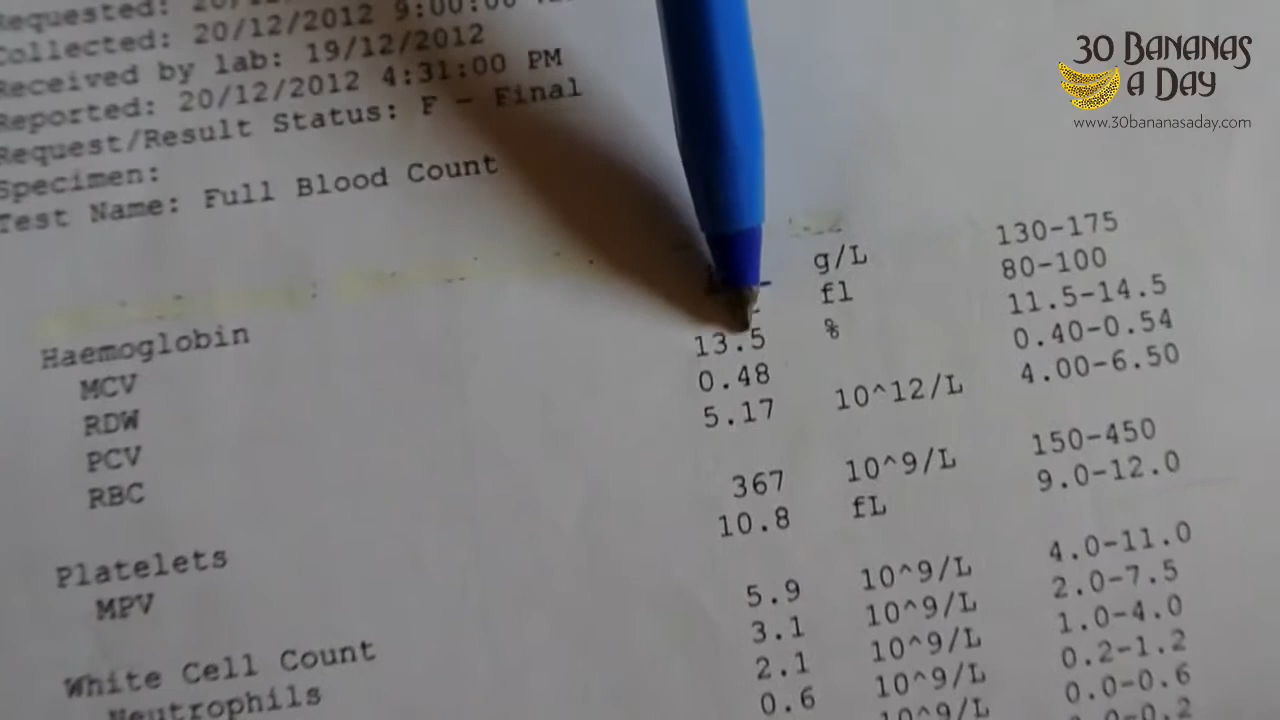 Requested:
Collected: 20/12/2012 9:00:00
Received by lab: 19/12/2012
Reported: 20/12/2012 4:31:00 PM
Request/Result Status: F - Final
Specimen:
Test Name: Full Blood Count
Haemoglobin g/L 130-175
MCV fl 80-100
RDW 13.5 % 11.5-14.5
PCV 0.48 0.40-0.54
RBC 5.17 10^12/L 4.00-6.50
Platelets 367 10^9/L 150-450
MPV 10.8 fL 9.0-12.0
White Cell Count 5.9 10^9/L 4.0-11.0
Neutrophils 3.1 10^9/L 2.0-7.5
2.1 10^9/L 1.0-4.0
0.6 10^9/L 0.2-1.2
10^9/L 0.0-0.6
30 BANANAS
A DAY
www.30bananasaday.com